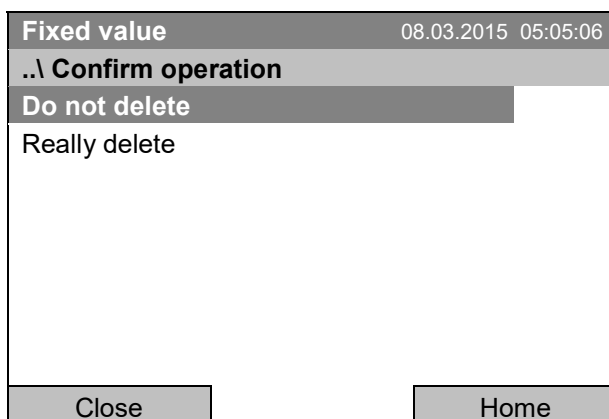 Fixed value 08.03.2015 05:05:06
..\ Confirm operation
Do not delete
Really delete
Close Home